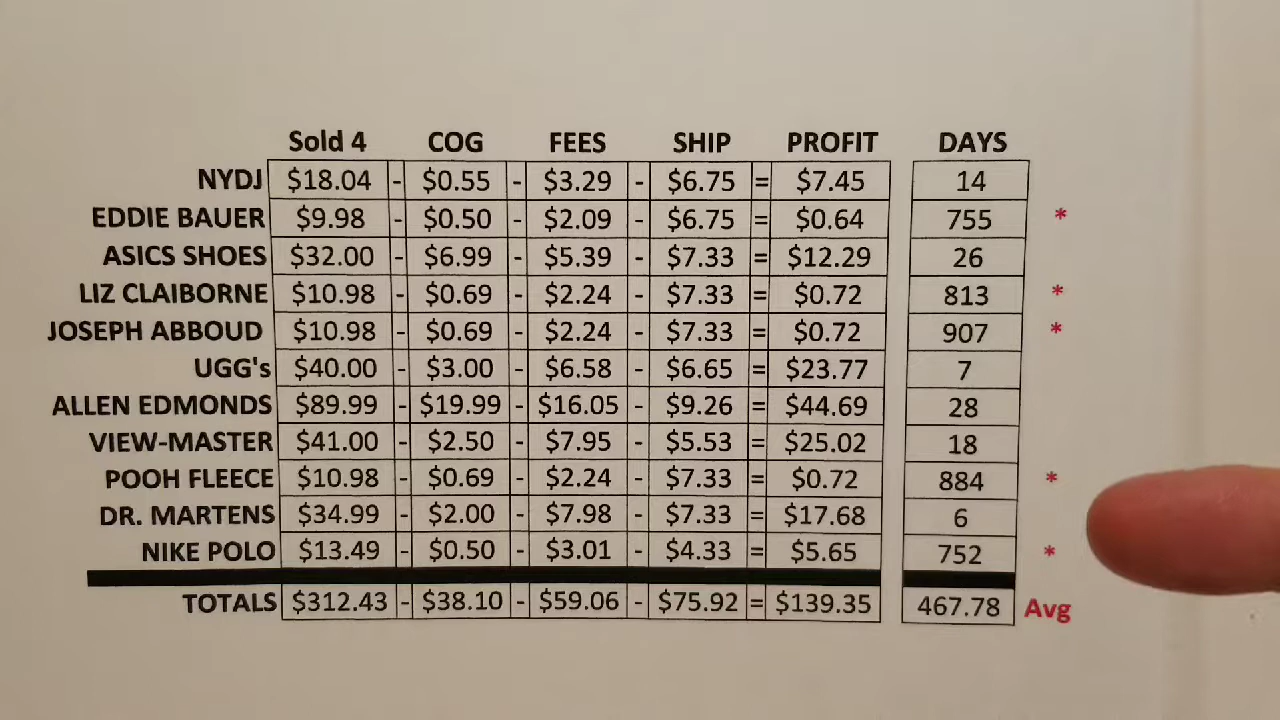 Sold 4 COG FEES SHIP PROFIT DAYS
NYDJ $18.04 - $0.55 - $3.29 - $6.75 = $7.45 14
EDDIE BAUER $9.98 - $0.50 - $2.09 - $6.75 = $0.64 755 *
ASICS SHOES $32.00 - $6.99 - $5.39 - $7.33 = $12.29 26
LIZ CLAIBORNE $10.98 - $0.69 - $2.24 - $7.33 = $0.72 813 *
JOSEPH ABBOUD $10.98 - $0.69 - $2.24 - $7.33 = $0.72 907 *
UGG's $40.00 - $3.00 - $6.58 - $6.65 = $23.77 7
ALLEN EDMONDS $89.99 - $19.99 - $16.05 - $9.26 = $44.69 28
VIEW-MASTER $41.00 - $2.50 - $7.95 - $5.53 = $25.02 18
POOH FLEECE $10.98 - $0.69 - $2.24 - $7.33 = $0.72 884 *
DR. MARTENS $34.99 - $2.00 - $7.98 - $7.33 = $17.68 6
NIKE POLO $13.49 - $0.50 - $3.01 - $4.33 = $5.65 752 *
TOTALS $312.43 - $38.10 - $59.06 - $75.92 = $139.35 467.78 Avg